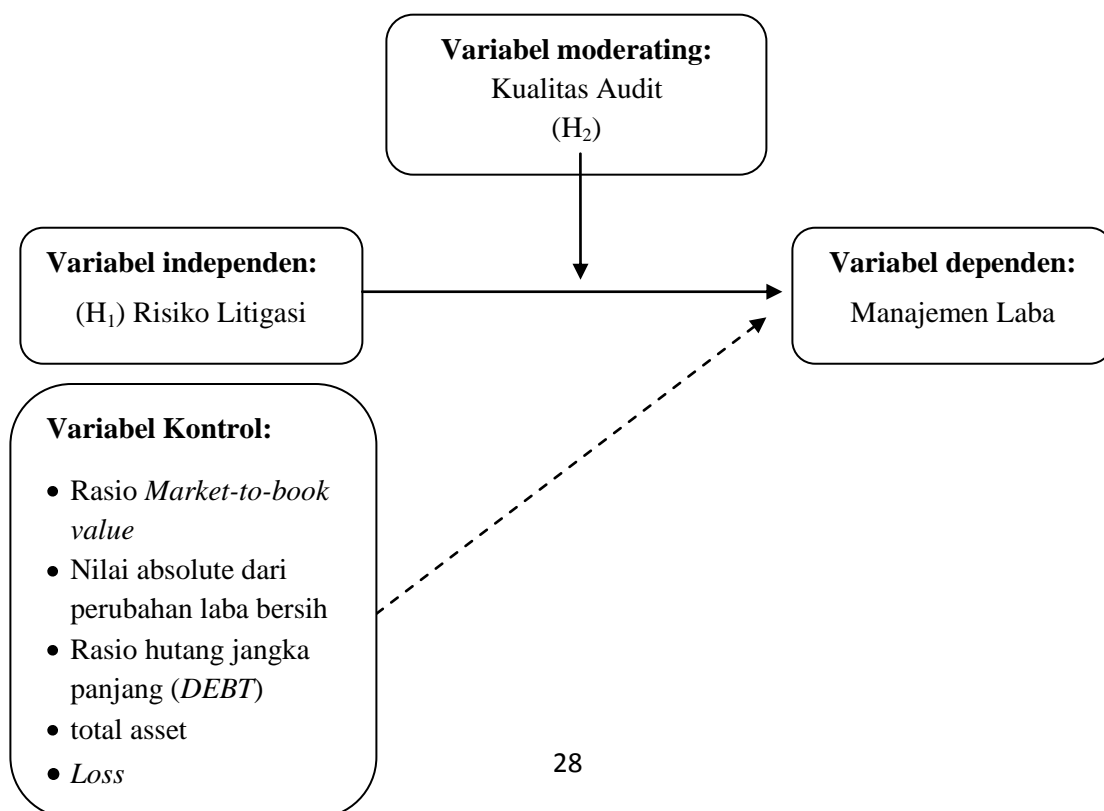 Variabel moderating:
Kualitas Audit
(H₂)
Variabel independen:
(H₁) Risiko Litigasi
Variabel dependen:
Manajemen Laba
Variabel Kontrol:
• Rasio Market-to-book
value
• Nilai absolute dari
perubahan laba bersih
• Rasio hutang jangka
panjang (DEBT)
• total asset
• Loss
28